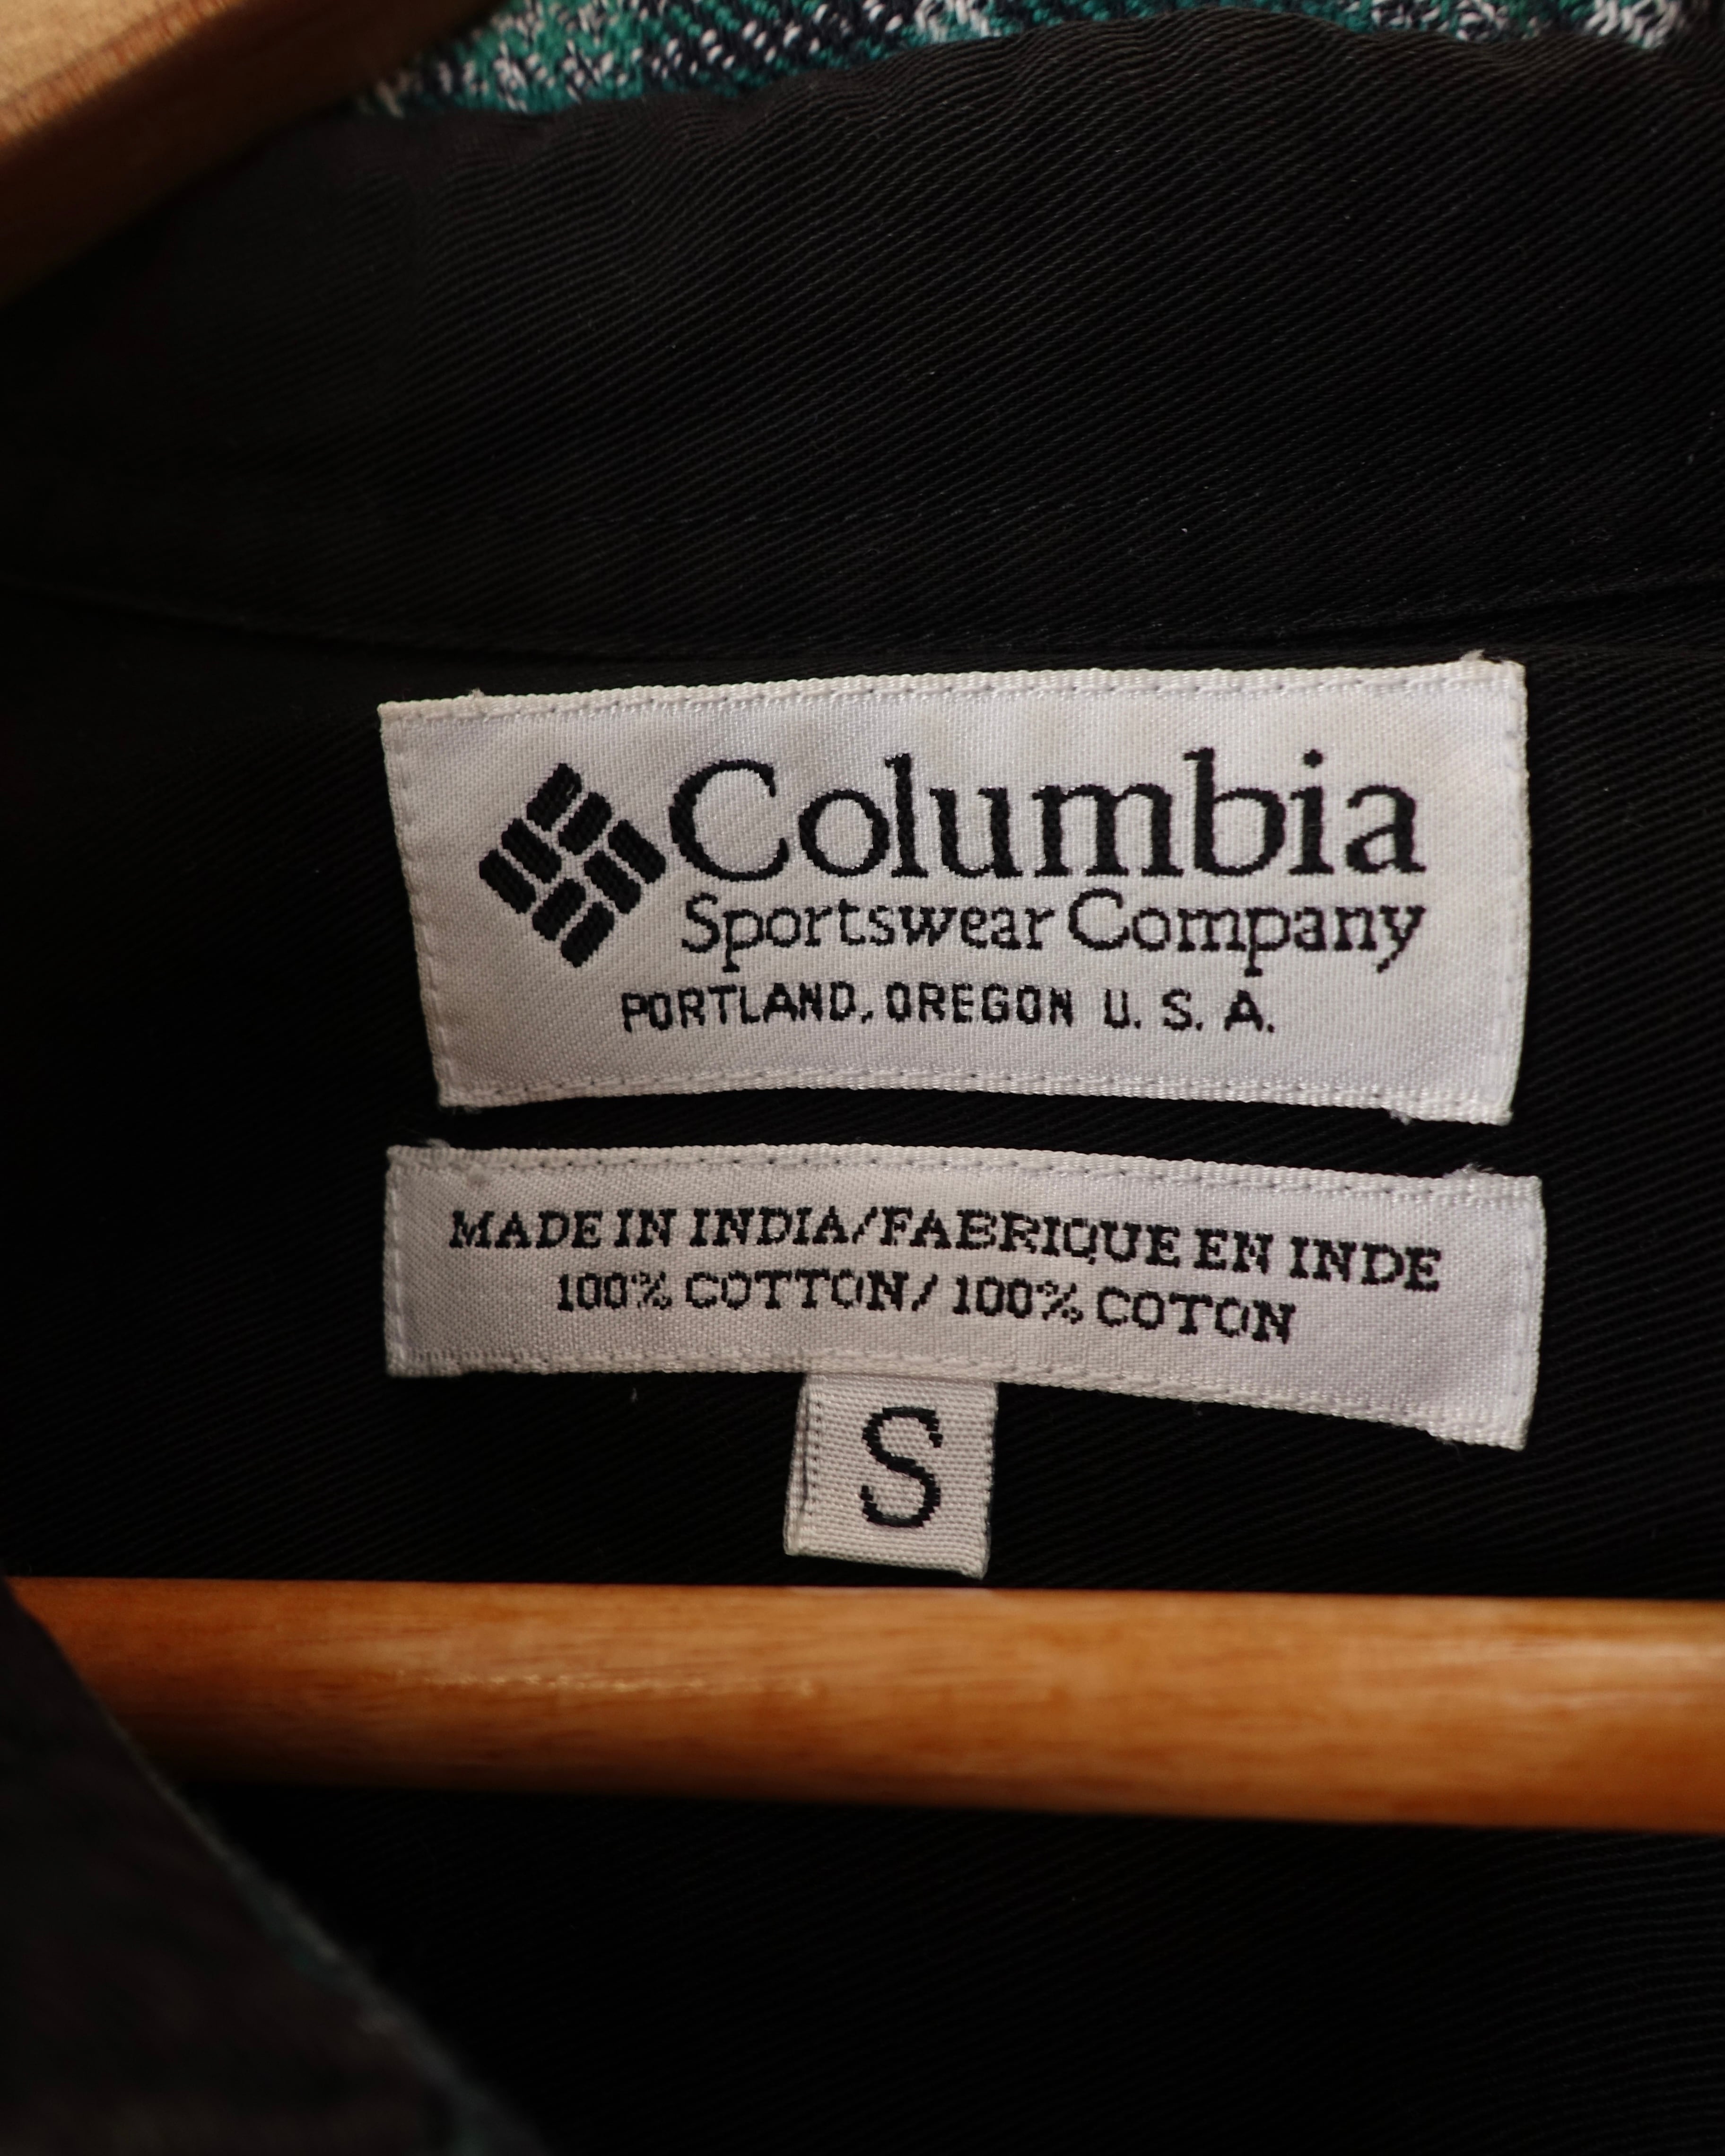 Columbia
Sportswear Company
PORTLAND, OREGON U. S. A.
MADE IN INDIA/FABRIQUE EN INDE
100% COTTON/ 100% COTON
S